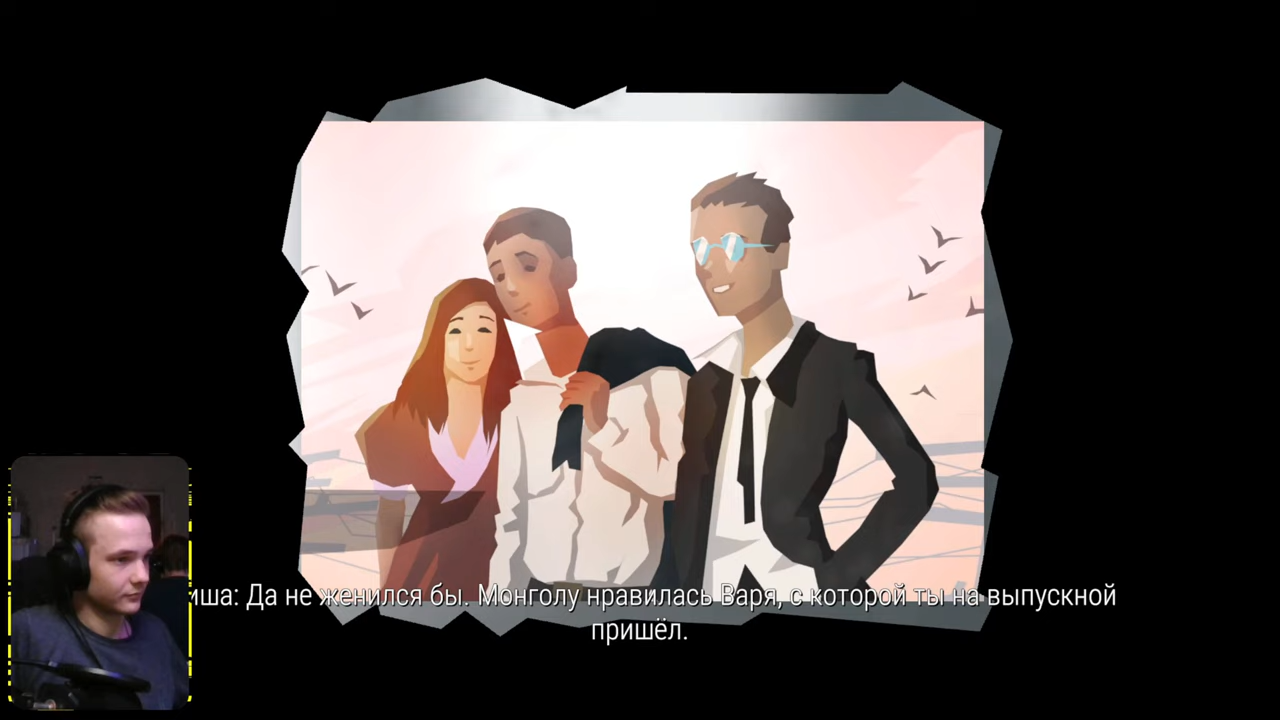 иша: Да не женился бы. Монголу нравилась Варя, с которой ты на выпускной
пришёл.